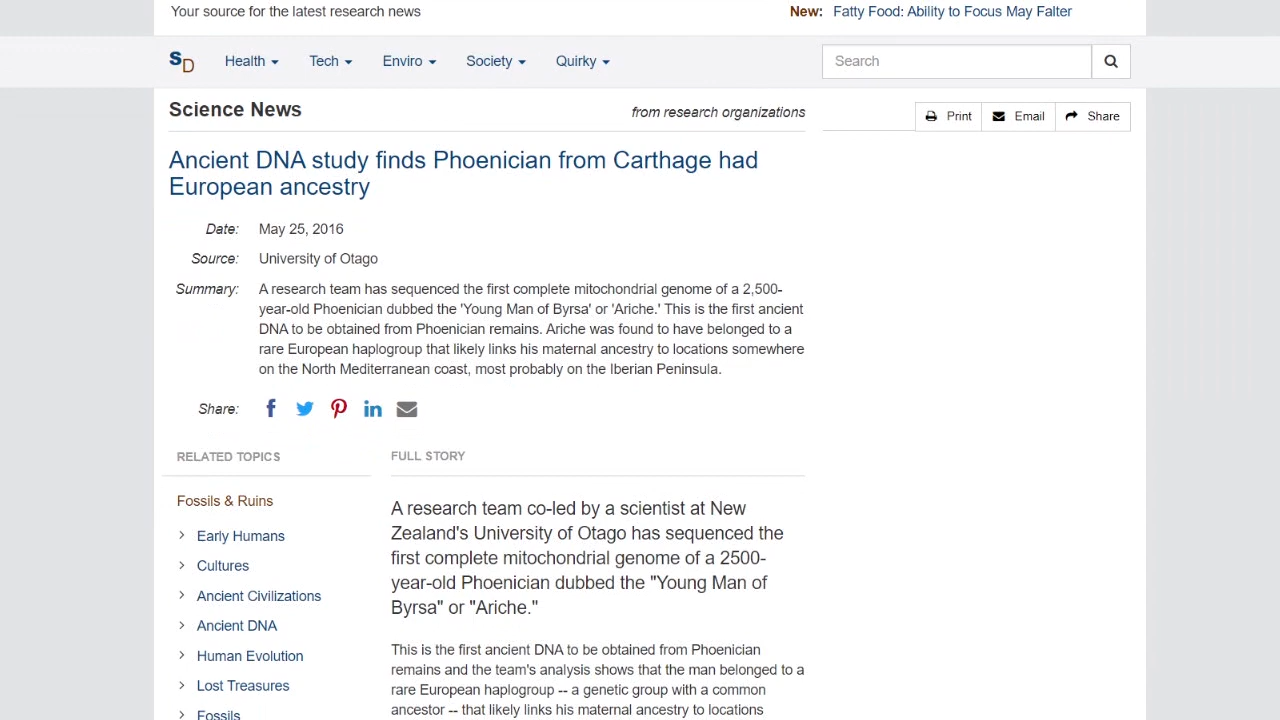 Your source for the latest research news
New: Fatty Food: Ability to Focus May Falter
SD Health Tech Enviro Society Quirky Search
Science News
from research organizations
Print Email Share
Ancient DNA study finds Phoenician from Carthage had
European ancestry
Date: May 25, 2016
Source: University of Otago
Summary: A research team has sequenced the first complete mitochondrial genome of a 2,500-
year-old Phoenician dubbed the 'Young Man of Byrsa' or 'Ariche.' This is the first ancient
DNA to be obtained from Phoenician remains. Ariche was found to have belonged to a
rare European haplogroup that likely links his maternal ancestry to locations somewhere
on the North Mediterranean coast, most probably on the Iberian Peninsula.
Share:
RELATED TOPICS
Fossils & Ruins
Early Humans
Cultures
Ancient Civilizations
Ancient DNA
Human Evolution
Lost Treasures
Fossils
FULL STORY
A research team co-led by a scientist at New
Zealand's University of Otago has sequenced the
first complete mitochondrial genome of a 2500-
year-old Phoenician dubbed the "Young Man of
Byrsa" or "Ariche."
This is the first ancient DNA to be obtained from Phoenician
remains and the team's analysis shows that the man belonged to a
rare European haplogroup -- a genetic group with a common
ancestor -- that likely links his maternal ancestry to locations